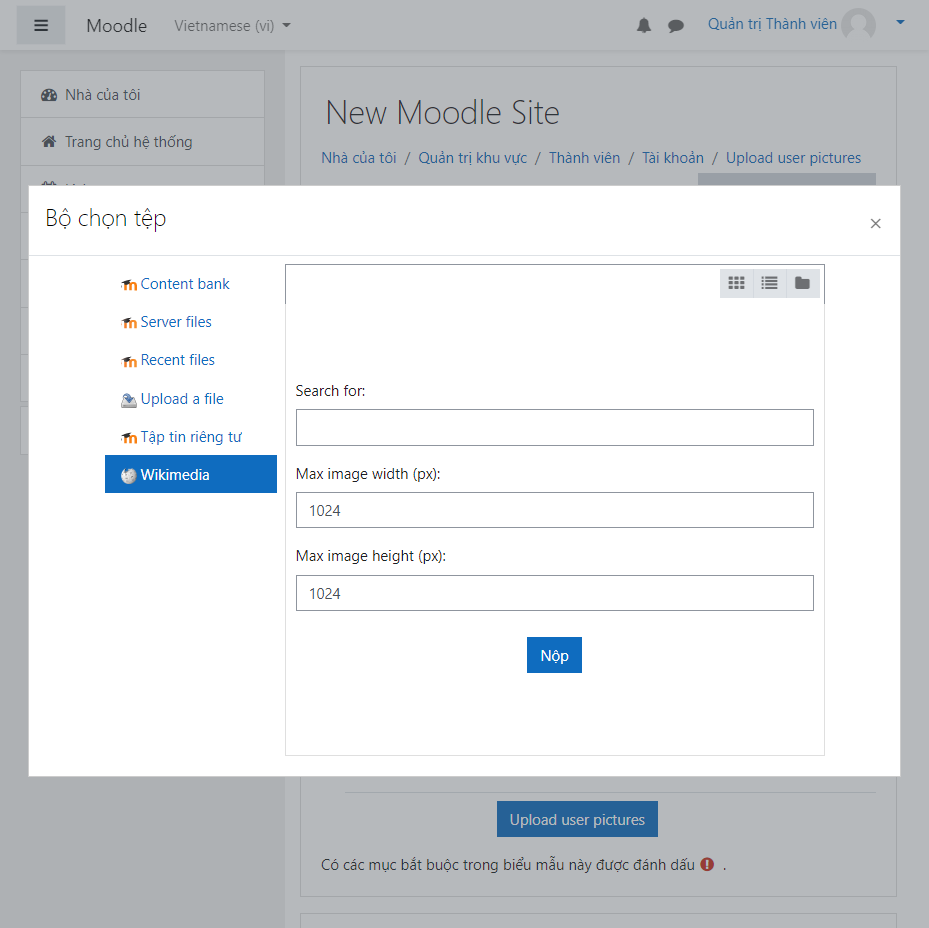 Moodle Vietnamese (vi) Quản trị Thành viên
Nhà của tôi
Trang chủ hệ thống
New Moodle Site
Nhà của tôi / Quản trị khu vực / Thành viên / Tài khoản / Upload user pictures
Bộ chọn tệp
×
Content bank
Server files
Recent files
Upload a file
Tập tin riêng tư
Wikimedia
Search for:
Max image width (px):
1024
Max image height (px):
1024
Nộp
Upload user pictures
Có các mục bắt buộc trong biểu mẫu này được đánh dấu .